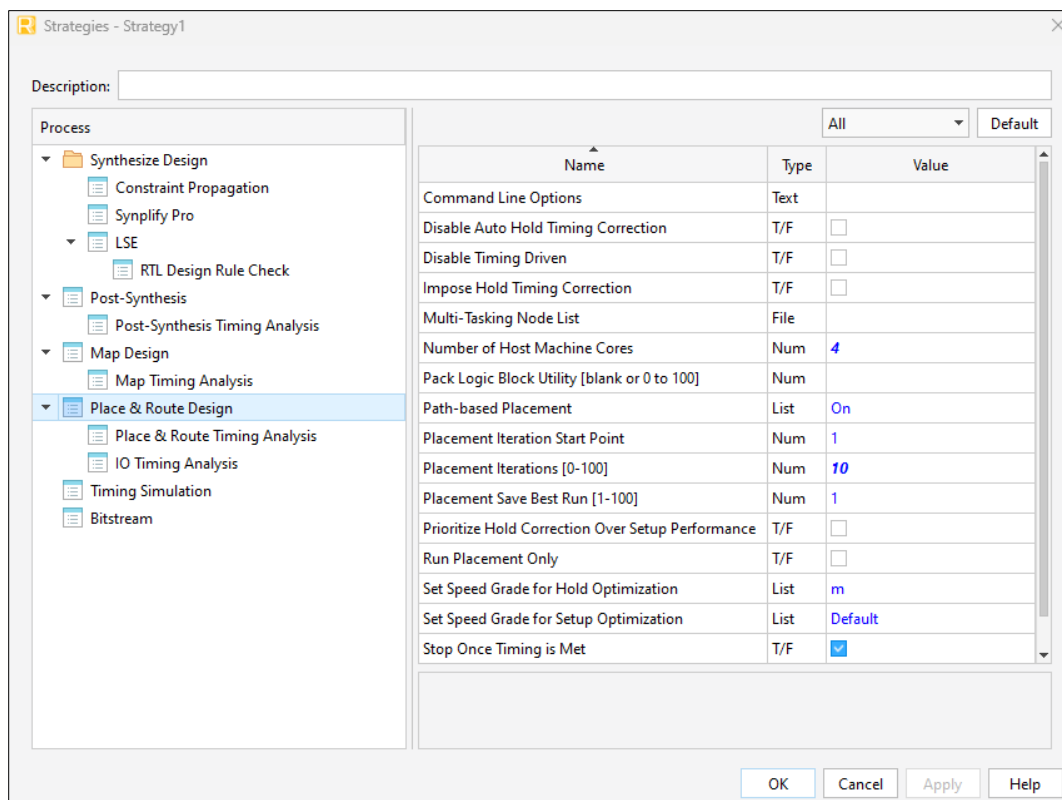 Strategies - Strategy1
Description:
Process
Synthesize Design
Constraint Propagation
Synplify Pro
LSE
RTL Design Rule Check
Post-Synthesis
Post-Synthesis Timing Analysis
Map Design
Map Timing Analysis
Place & Route Design
Place & Route Timing Analysis
IO Timing Analysis
Timing Simulation
Bitstream
All Default
Name Type Value
Command Line Options Text
Disable Auto Hold Timing Correction T/F
Disable Timing Driven T/F
Impose Hold Timing Correction T/F
Multi-Tasking Node List File
Number of Host Machine Cores Num 4
Pack Logic Block Utility [blank or 0 to 100] Num
Path-based Placement List On
Placement Iteration Start Point Num 1
Placement Iterations [0-100] Num 10
Placement Save Best Run [1-100] Num 1
Prioritize Hold Correction Over Setup Performance T/F
Run Placement Only T/F
Set Speed Grade for Hold Optimization List m
Set Speed Grade for Setup Optimization List Default
Stop Once Timing is Met T/F
OK Cancel Apply Help